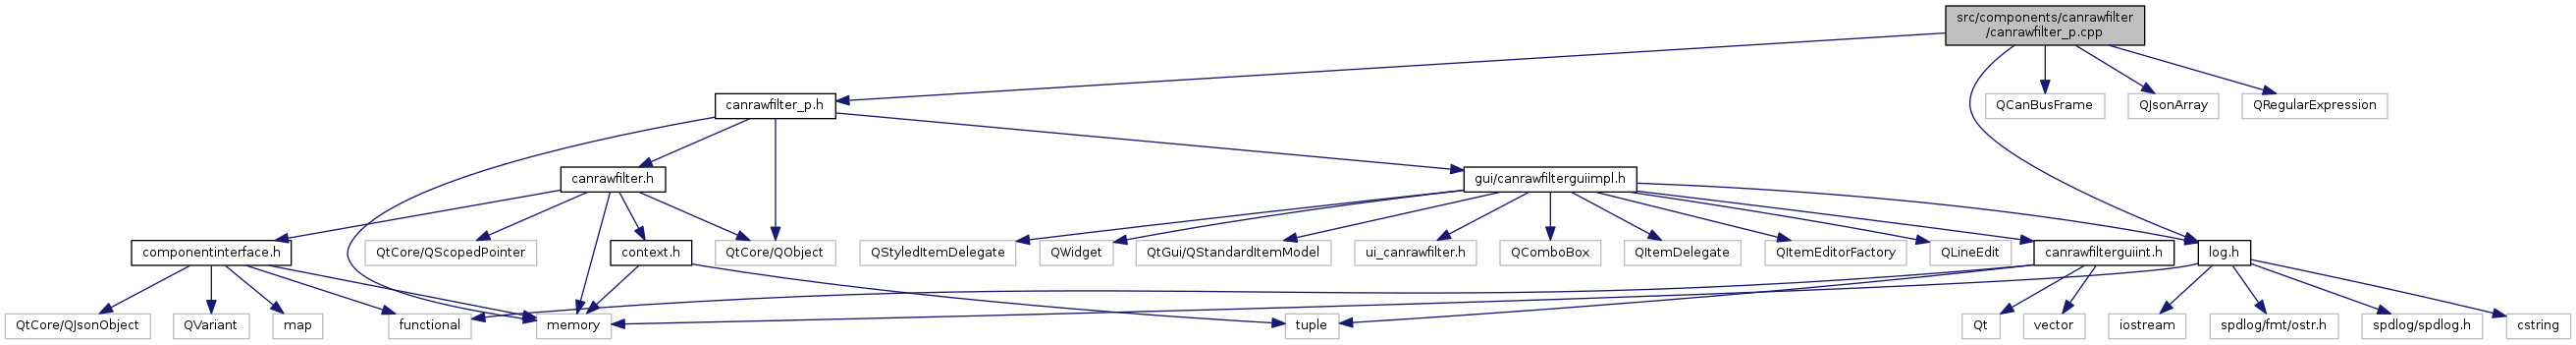 src/components/canrawfilter
/canrawfilter_p.cpp
canrawfilter_p.h
QCanBusFrame
QJsonArray
QRegularExpression
canrawfilter.h
gui/canrawfilterguiimpl.h
componentinterface.h
QtCore/QScopedPointer
context.h
QtCore/QObject
QStyledItemDelegate
QWidget
QtGui/QStandardItemModel
ui_canrawfilter.h
QComboBox
QItemDelegate
QItemEditorFactory
QLineEdit
canrawfilterguiint.h
log.h
QtCore/QJsonObject
QVariant
map
functional
memory
tuple
Qt
vector
iostream
spdlog/fmt/ostr.h
spdlog/spdlog.h
cstring